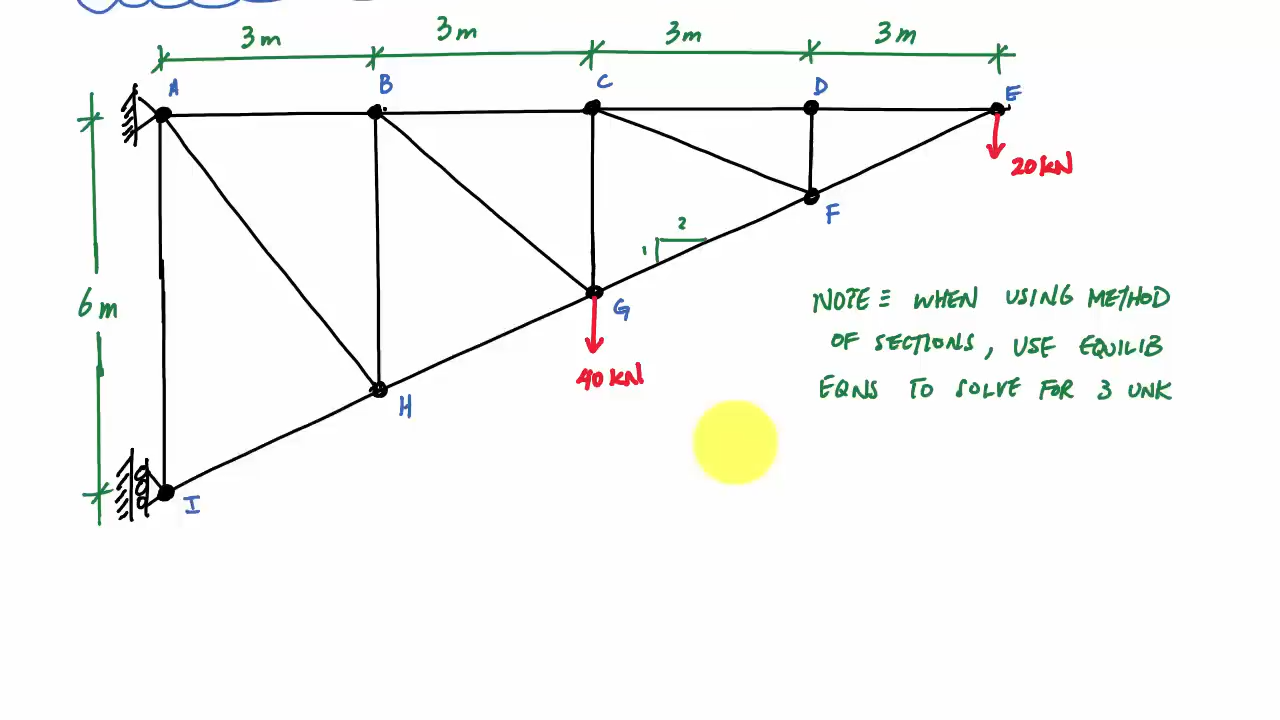 3m 3m 3m 3m
A B C D E
20kN
F
2
1
6m
G
40kN
H
I
NOTE: WHEN USING METHOD
OF SECTIONS, USE EQUILIB
EQNS TO SOLVE FOR 3 UNK